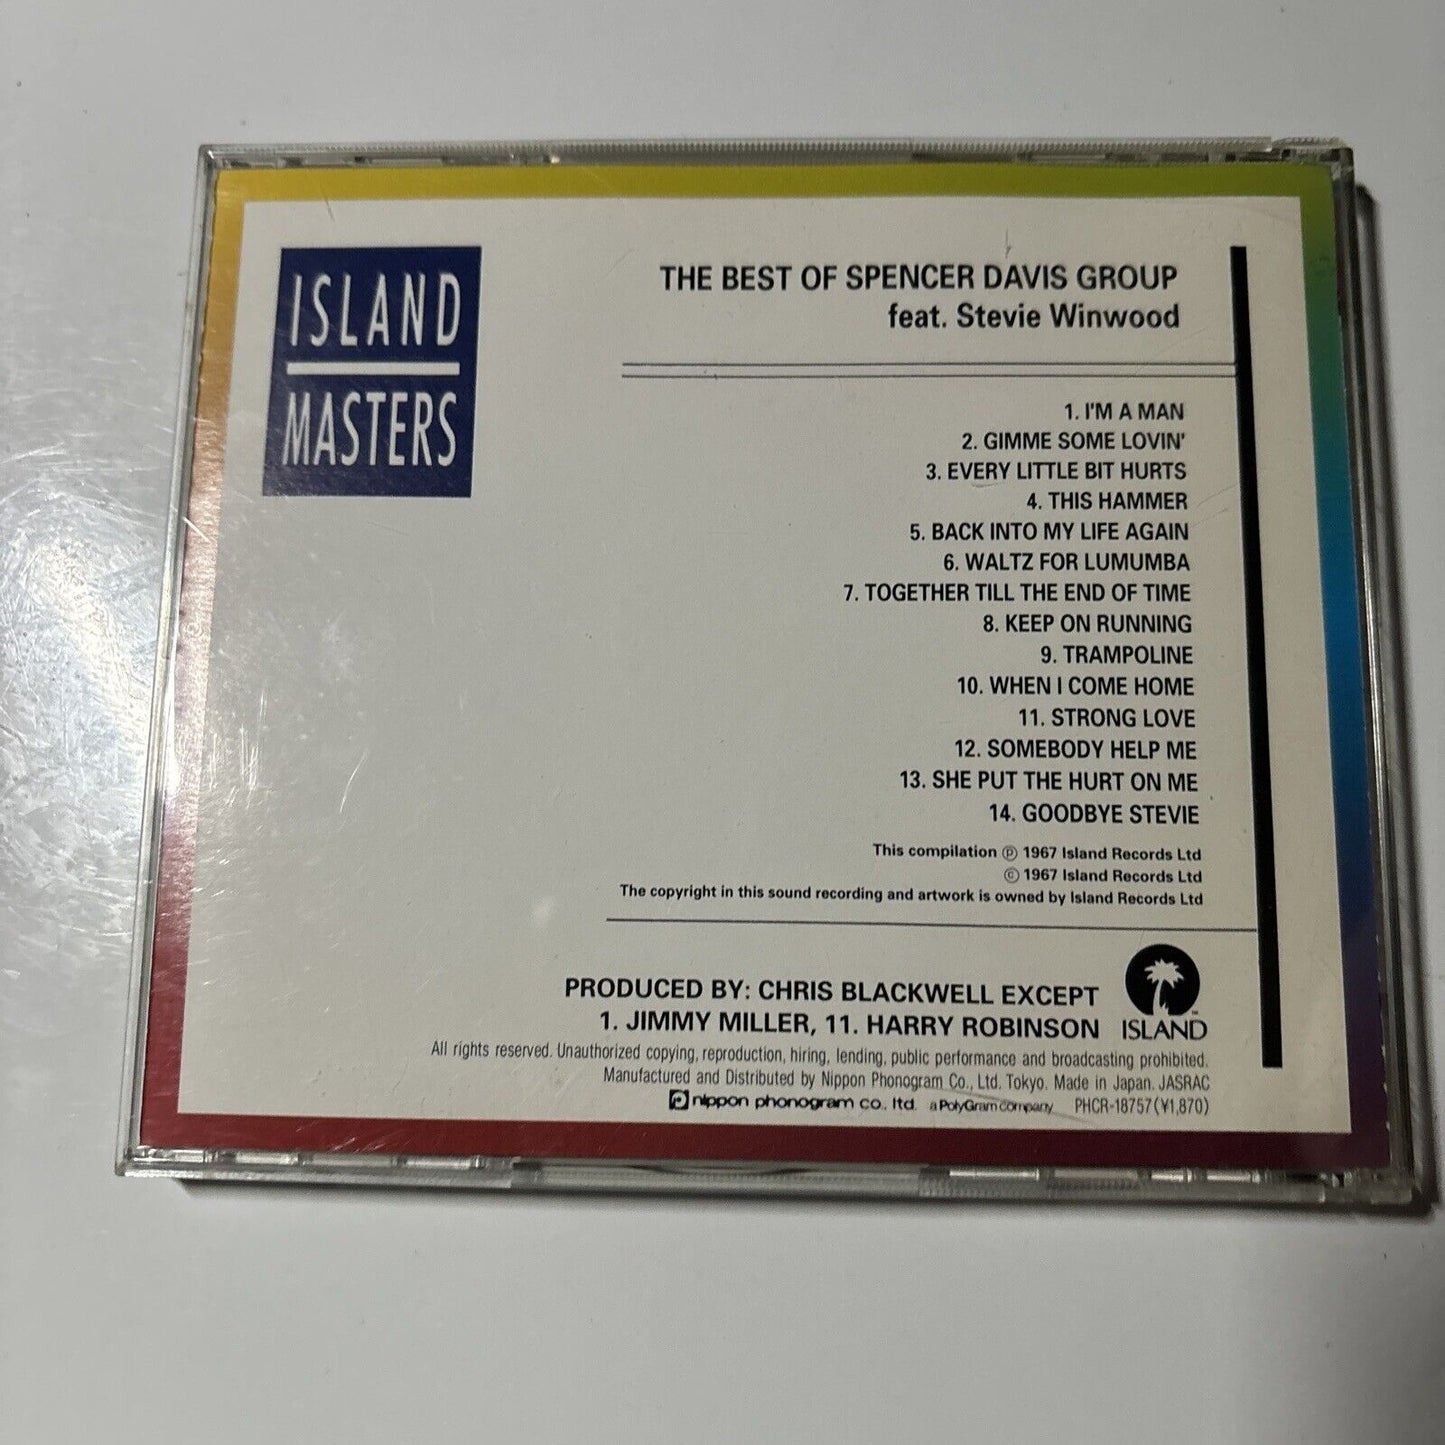 ISLAND
MASTERS
THE BEST OF SPENCER DAVIS GROUP
feat. Stevie Winwood
1. I'M A MAN
2. GIMME SOME LOVIN'
3. EVERY LITTLE BIT HURTS
4. THIS HAMMER
5. BACK INTO MY LIFE AGAIN
6. WALTZ FOR LUMUMBA
7. TOGETHER TILL THE END OF TIME
8. KEEP ON RUNNING
9. TRAMPOLINE
10. WHEN I COME HOME
11. STRONG LOVE
12. SOMEBODY HELP ME
13. SHE PUT THE HURT ON ME
14. GOODBYE STEVIE
This compilation ℗ 1967 Island Records Ltd
© 1967 Island Records Ltd
The copyright in this sound recording and artwork is owned by Island Records Ltd
PRODUCED BY: CHRIS BLACKWELL EXCEPT
1. JIMMY MILLER, 11. HARRY ROBINSON
ISLAND
All rights reserved. Unauthorized copying, reproduction, hiring, lending, public performance and broadcasting prohibited.
Manufactured and Distributed by Nippon Phonogram Co., Ltd. Tokyo. Made in Japan. JASRAC
nippon phonogram co., ltd. a PolyGram company PHCR-18757(¥1,870)